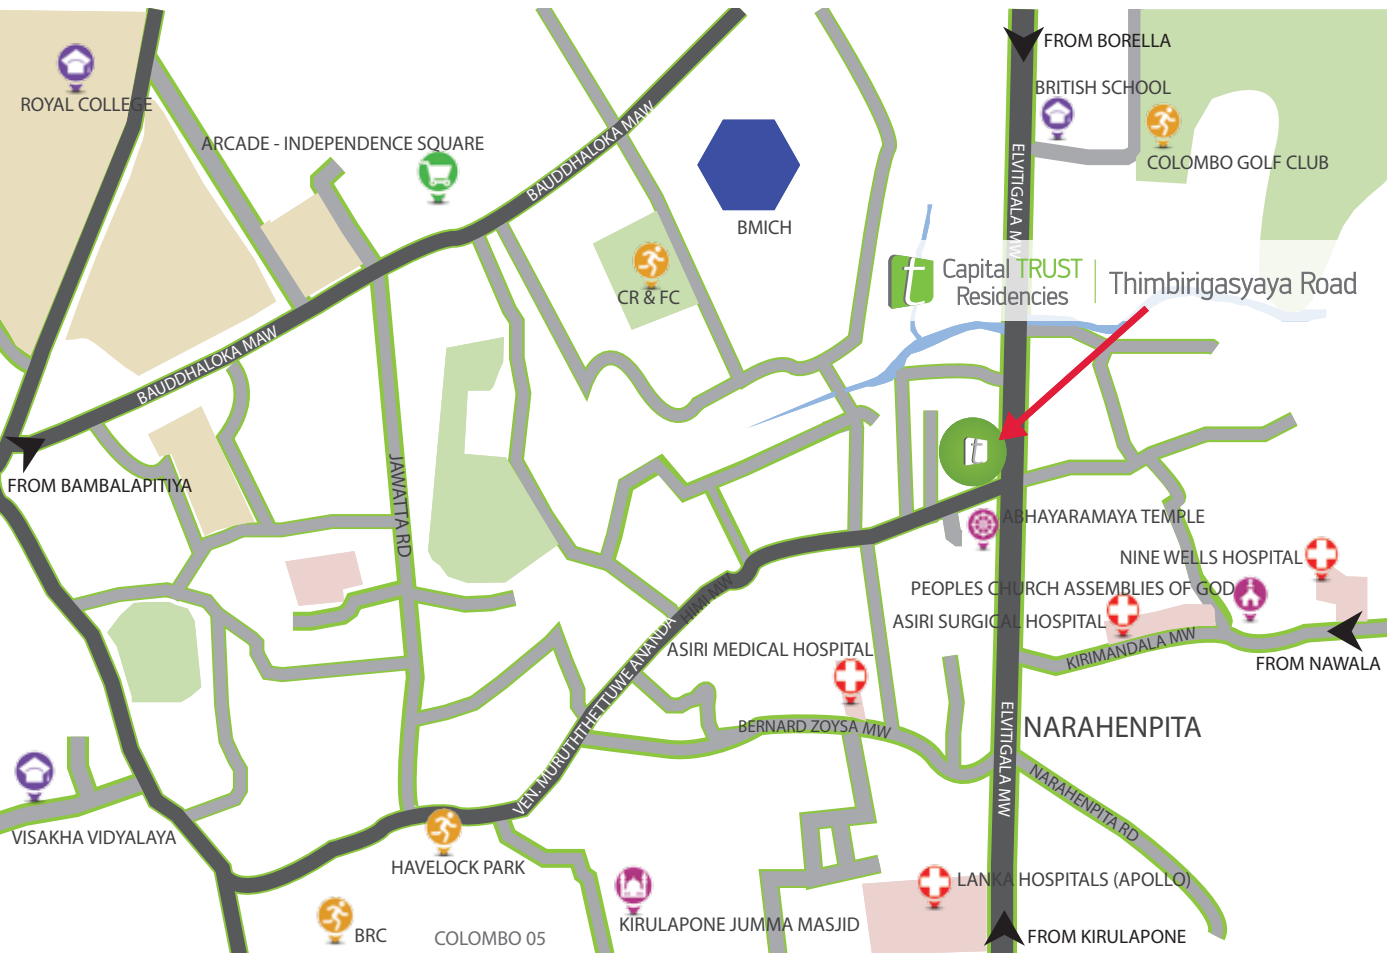 FROM BORELLA
BRITISH SCHOOL
ROYAL COLLEGE
BAUDDHALOKA MAW
ARCADE - INDEPENDENCE SQUARE
ELVITIGALA MW
COLOMBO GOLF CLUB
BMICH
Capital TRUST
Residencies
Thimbirigasyaya Road
CR & FC
BAUDDHALOKA MAW
t
FROM BAMBALAPITIYA
JAWATTA RD
ABHAYARAMAYA TEMPLE
NINE WELLS HOSPITAL
PEOPLES CHURCH ASSEMBLIES OF GOD
ASIRI SURGICAL HOSPITAL
KIRIMANDALA MW
FROM NAWALA
VEN. MURUTHTHETTUWE ANANDA HIMI MW
ASIRI MEDICAL HOSPITAL
BERNARD ZOYSA MW
NARAHENPITA
ELVITIGALA MW
NARAHENPITA RD
VISAKHA VIDYALAYA
HAVELOCK PARK
LANKA HOSPITALS (APOLLO)
KIRULAPONE JUMMA MASJID
BRC
COLOMBO 05
FROM KIRULAPONE